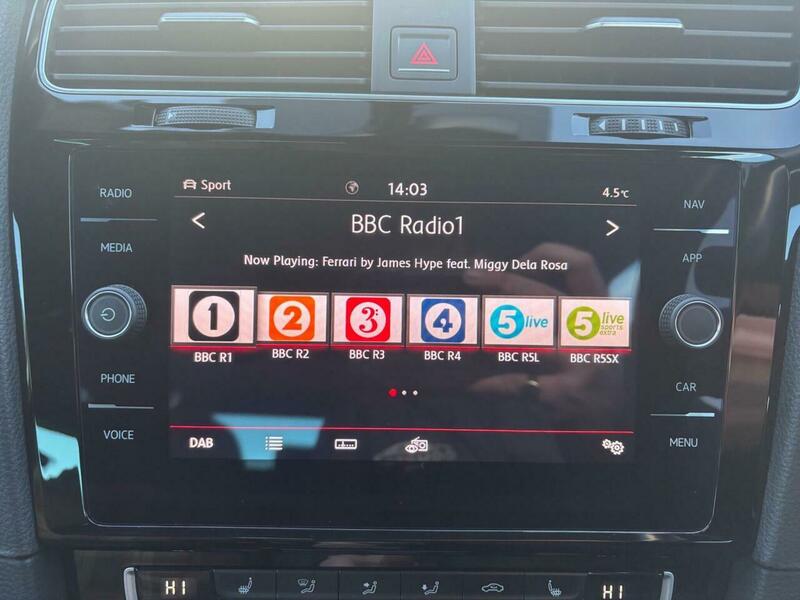 Sport 14:03 4.5°C
RADIO
NAV
BBC Radio1
MEDIA
APP
Now Playing: Ferrari by James Hype feat. Miggy Dela Rosa
1 2 3 4 5 live 5 live sports extra
BBC R1 BBC R2 BBC R3 BBC R4 BBC R5L BBC R5SX
PHONE
CAR
VOICE
DAB
MENU
HI HI